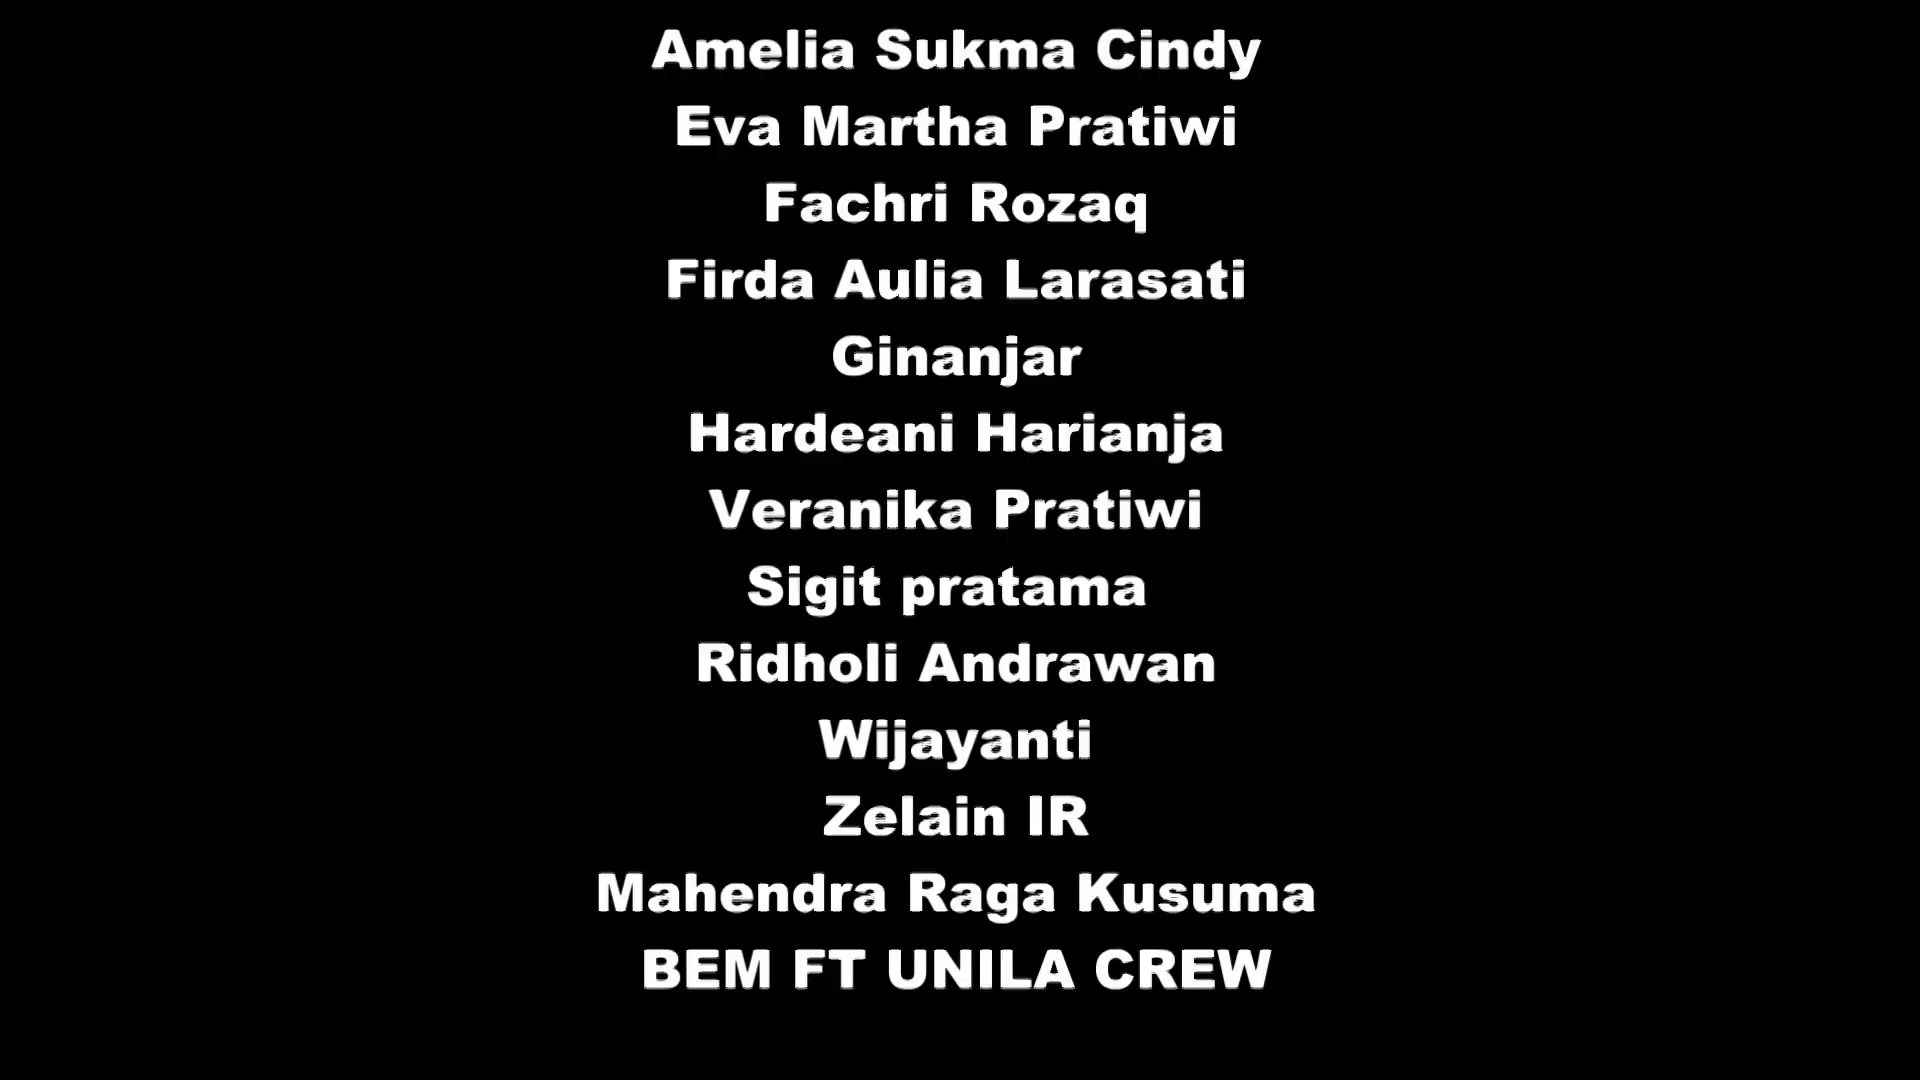 Amelia Sukma Cindy
Eva Martha Pratiwi
Fachri Rozaq
Firda Aulia Larasati
Ginanjar
Hardeani Harianja
Veranika Pratiwi
Sigit pratama
Ridholi Andrawan
Wijayanti
Zelain IR
Mahendra Raga Kusuma
BEM FT UNILA CREW